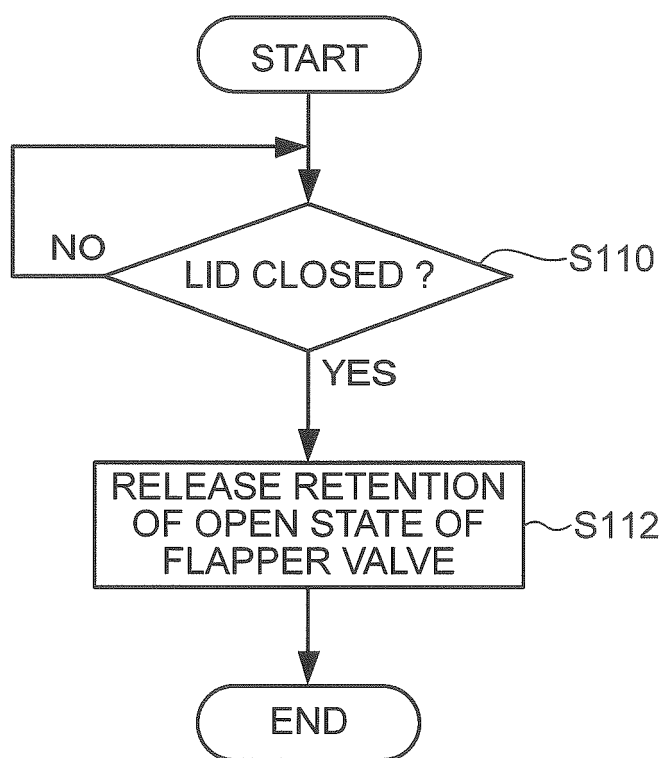 START
NO
LID CLOSED ?
S110
YES
RELEASE RETENTION
OF OPEN STATE OF
FLAPPER VALVE
S112
END